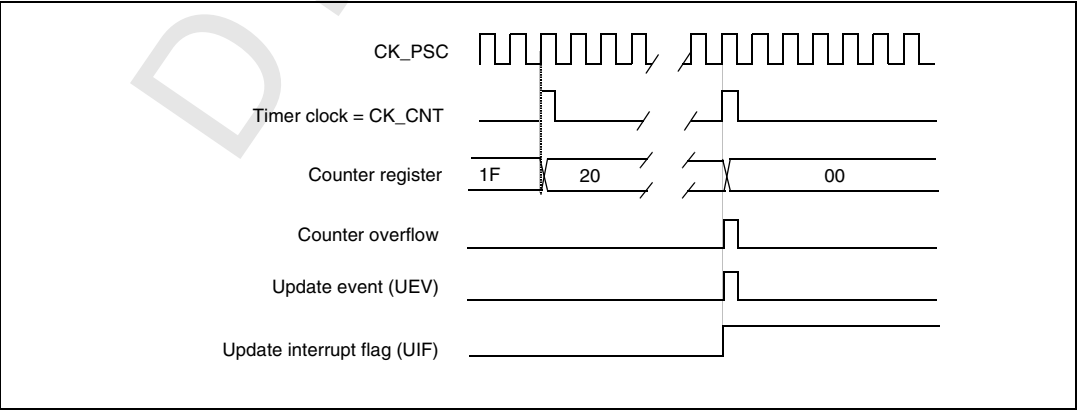 CK_PSC
Timer clock = CK_CNT
Counter register 1F 20 00
Counter overflow
Update event (UEV)
Update interrupt flag (UIF)